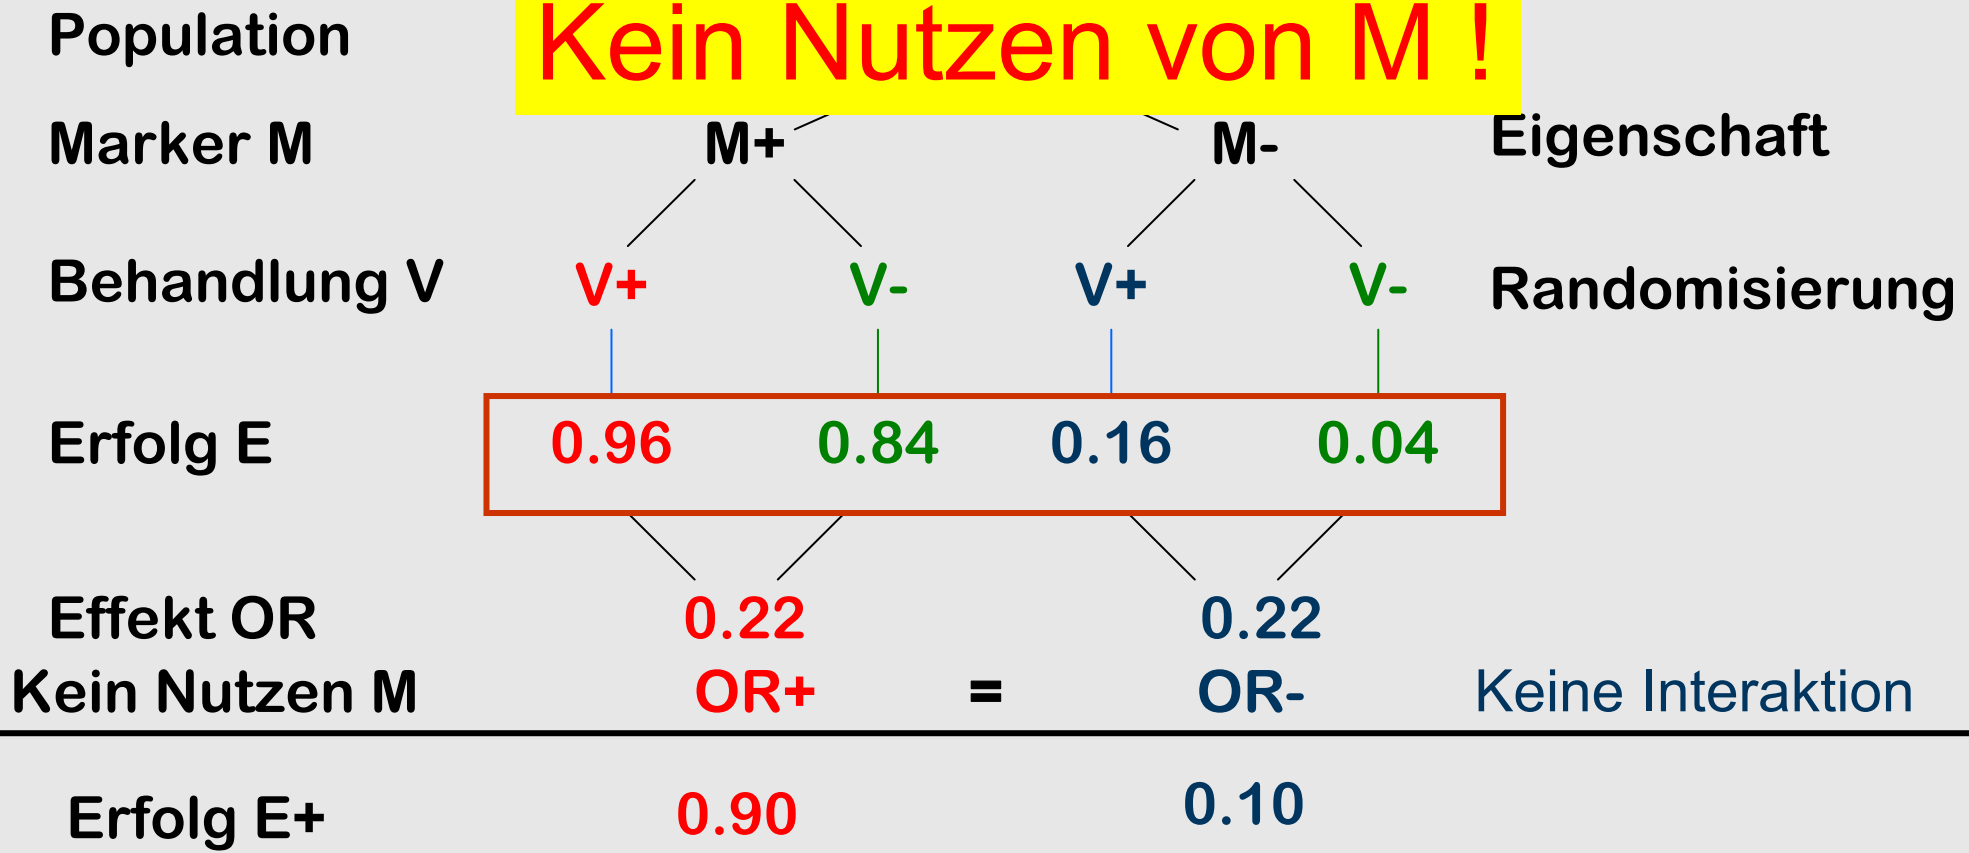 Population Kein Nutzen von M !
Marker M M+ M- Eigenschaft
Behandlung V V+ V- V+ V- Randomisierung
Erfolg E 0.96 0.84 0.16 0.04
Effekt OR 0.22 0.22
Kein Nutzen M OR+ = OR- Keine Interaktion
Erfolg E+ 0.90 0.10